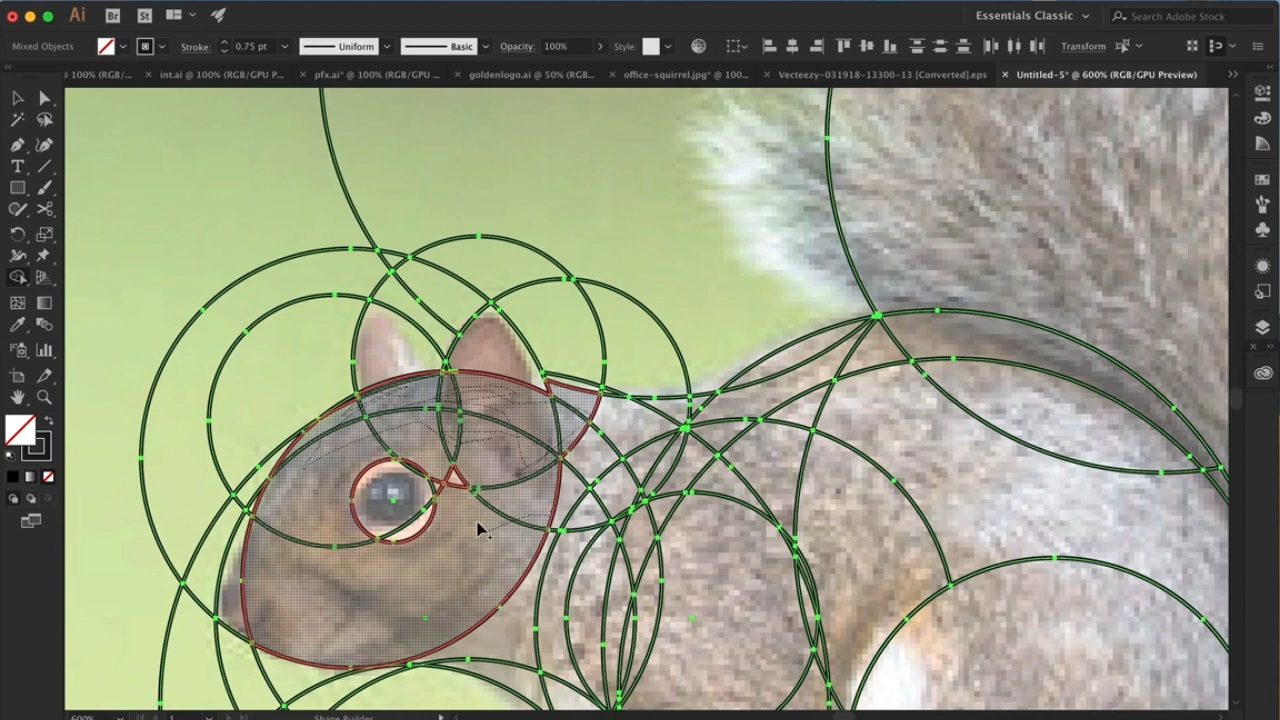 Ai Br St Essentials Classic Search Adobe Stock
Mixed Objects Stroke: 0.75 pt Uniform Basic Opacity: 100% Style: Transform
100% (RGB/... × int.ai @ 100% (RGB/GPU P... × pfx.ai* @ 100% (RGB/GPU ... × goldenlogo.ai @ 50% (RGB... × office-squirrel.jpg* @ 100... × Vecteezy-031918-13300-13 [Converted].eps × Untitled-5* @ 600% (RGB/GPU Preview)
600% 1 Shape Builder